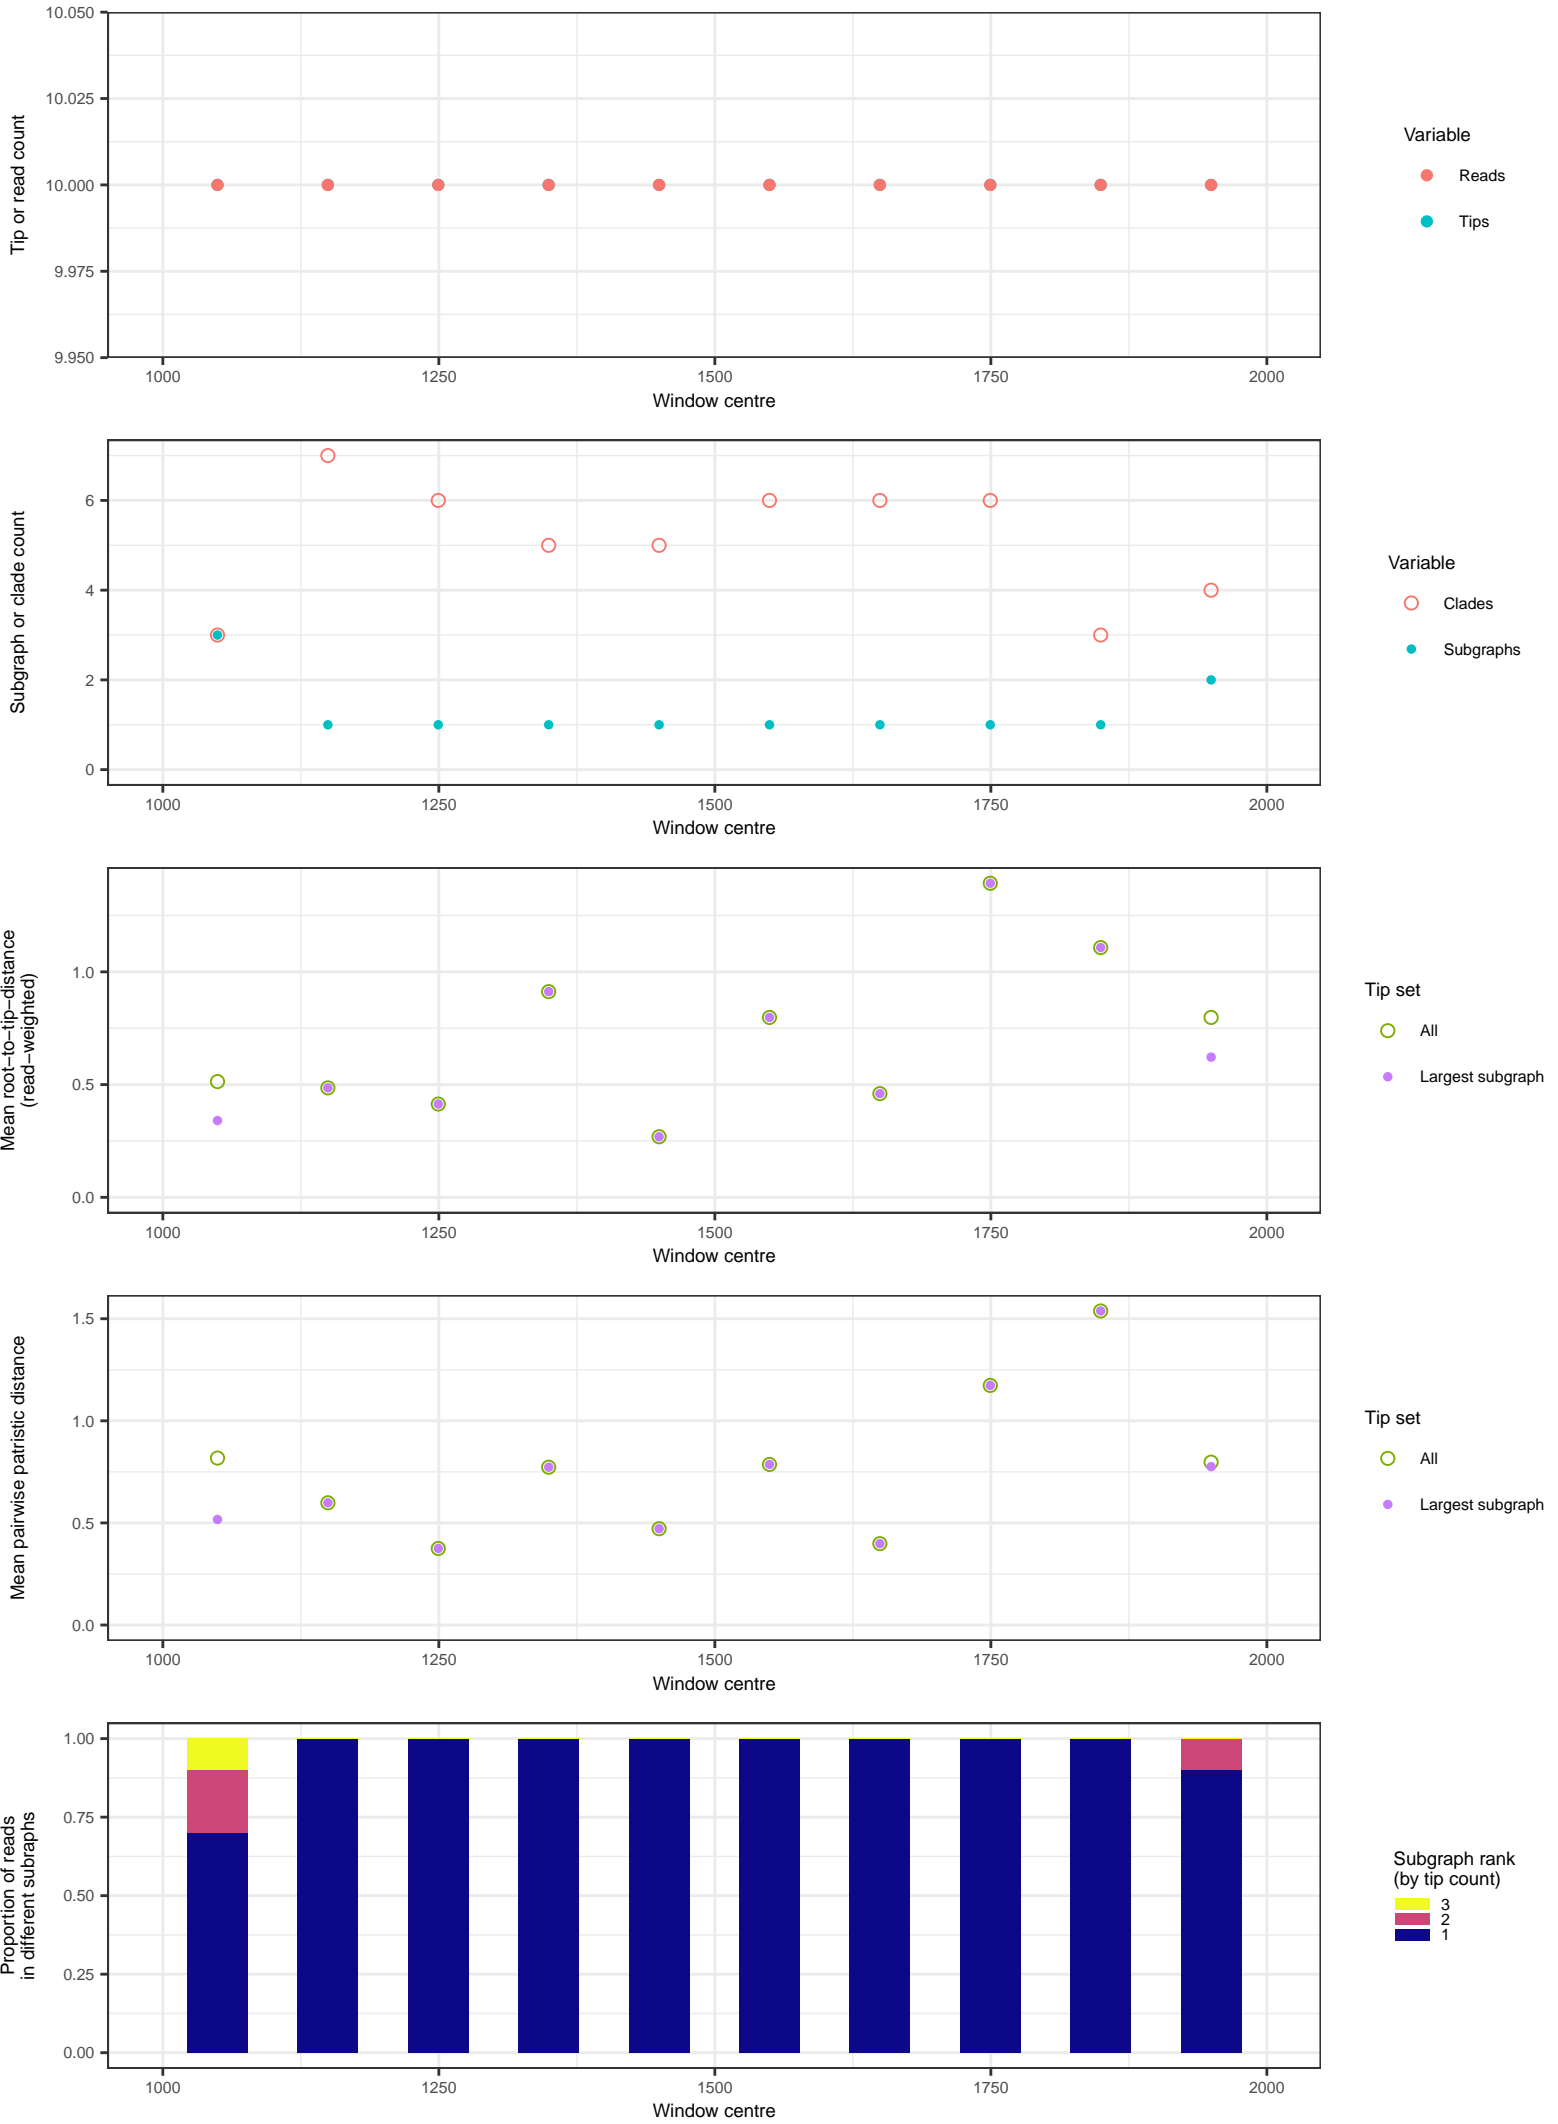 10.050
10.025
10.000
9.975
9.950
Tip or read count
1000 1250 1500 1750 2000
Window centre
Variable
Reads
Tips
6
4
2
0
Subgraph or clade count
1000 1250 1500 1750 2000
Window centre
Variable
Clades
Subgraphs
1.0
0.5
0.0
Mean root−to−tip−distance
(read−weighted)
1000 1250 1500 1750 2000
Window centre
Tip set
All
Largest subgraph
1.5
1.0
0.5
0.0
Mean pairwise patristic distance
1000 1250 1500 1750 2000
Window centre
Tip set
All
Largest subgraph
1.00
0.75
0.50
0.25
0.00
Proportion of reads
in different subraphs
1000 1250 1500 1750 2000
Window centre
Subgraph rank
(by tip count)
3
2
1